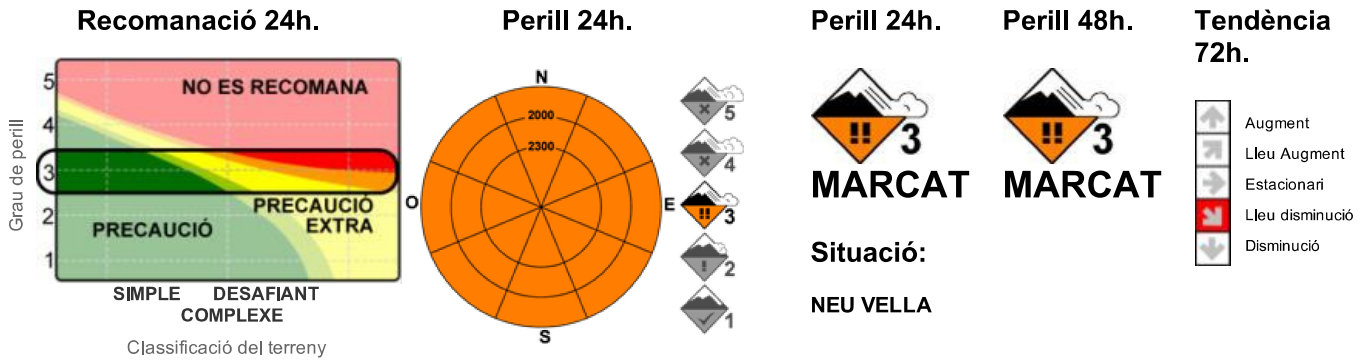 Recomanació 24h.
Perill 24h.
Perill 24h.
Perill 48h.
Tendència
72h.
Grau de perill
5
4
3
2
1
NO ES RECOMANA
PRECAUCIÓ
EXTRA
PRECAUCIÓ
SIMPLE DESAFIANT
COMPLEXE
Classificació del terreny
N
2000
2300
O
E
S
5
4
3
2
1
3
MARCAT
3
MARCAT
Situació:
NEU VELLA
Augment
Lleu Augment
Estacionari
Lleu disminució
Disminució